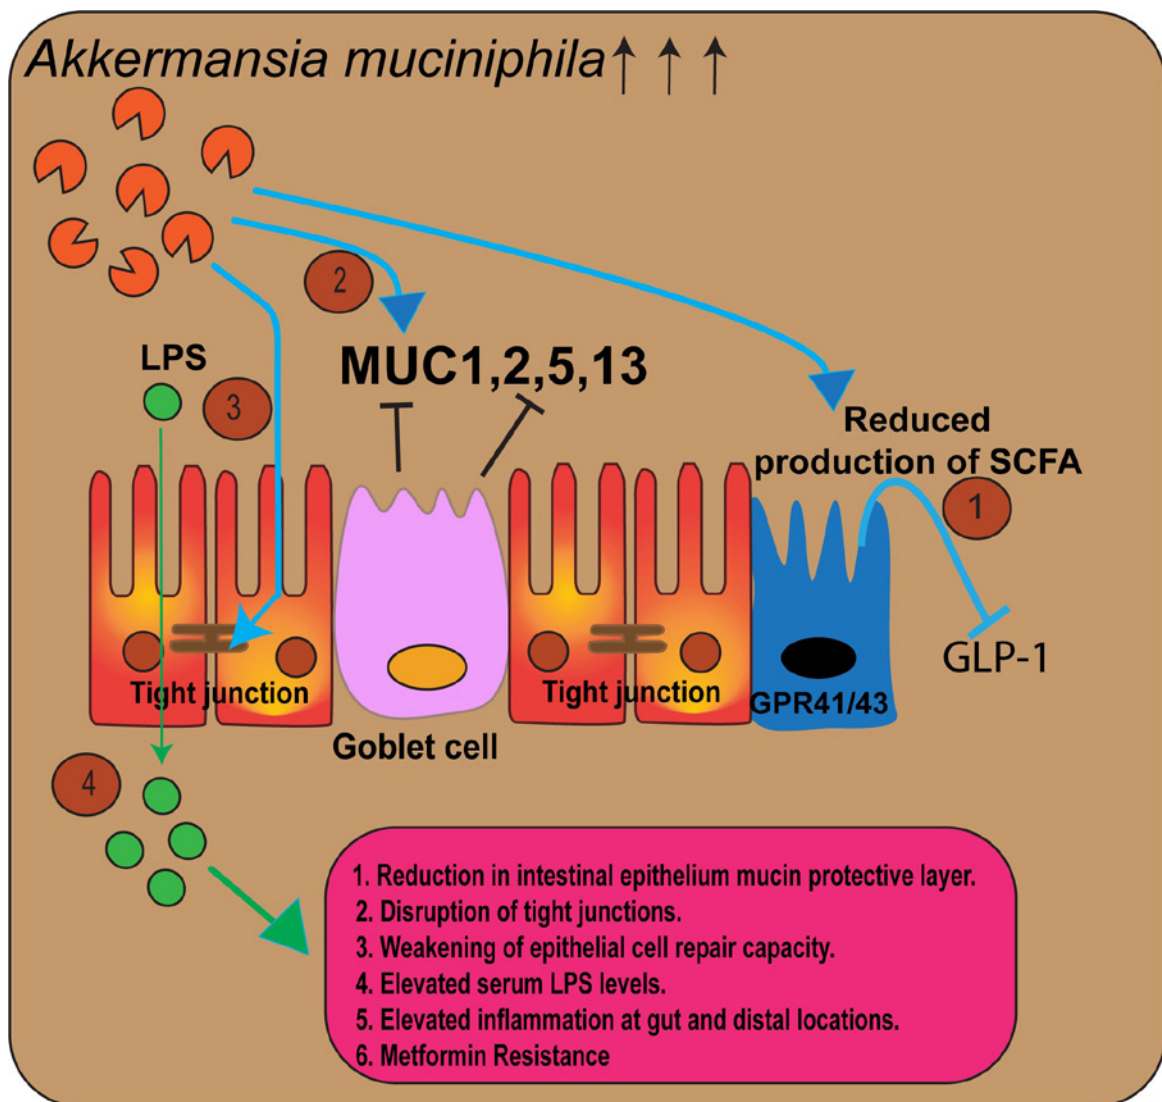 Akkermansia muciniphila
2
LPS
3
MUC1,2,5,13
Reduced
production of SCFA
1
Tight junction
Tight junction
GPR41/43
GLP-1
Goblet cell
4
1. Reduction in intestinal epithelium mucin protective layer.
2. Disruption of tight junctions.
3. Weakening of epithelial cell repair capacity.
4. Elevated serum LPS levels.
5. Elevated inflammation at gut and distal locations.
6. Metformin Resistance